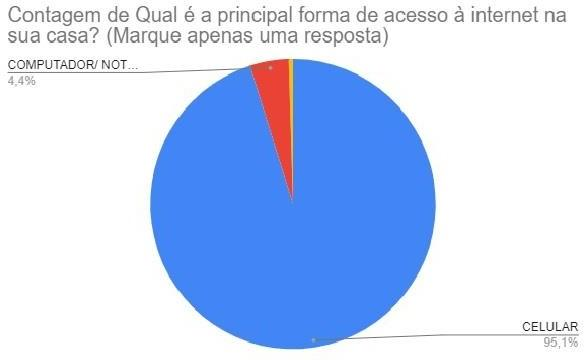 Contagem de Qual é a principal forma de acesso à internet na
sua casa? (Marque apenas uma resposta)
COMPUTADOR/ NOT…
4,4%
CELULAR
95,1%